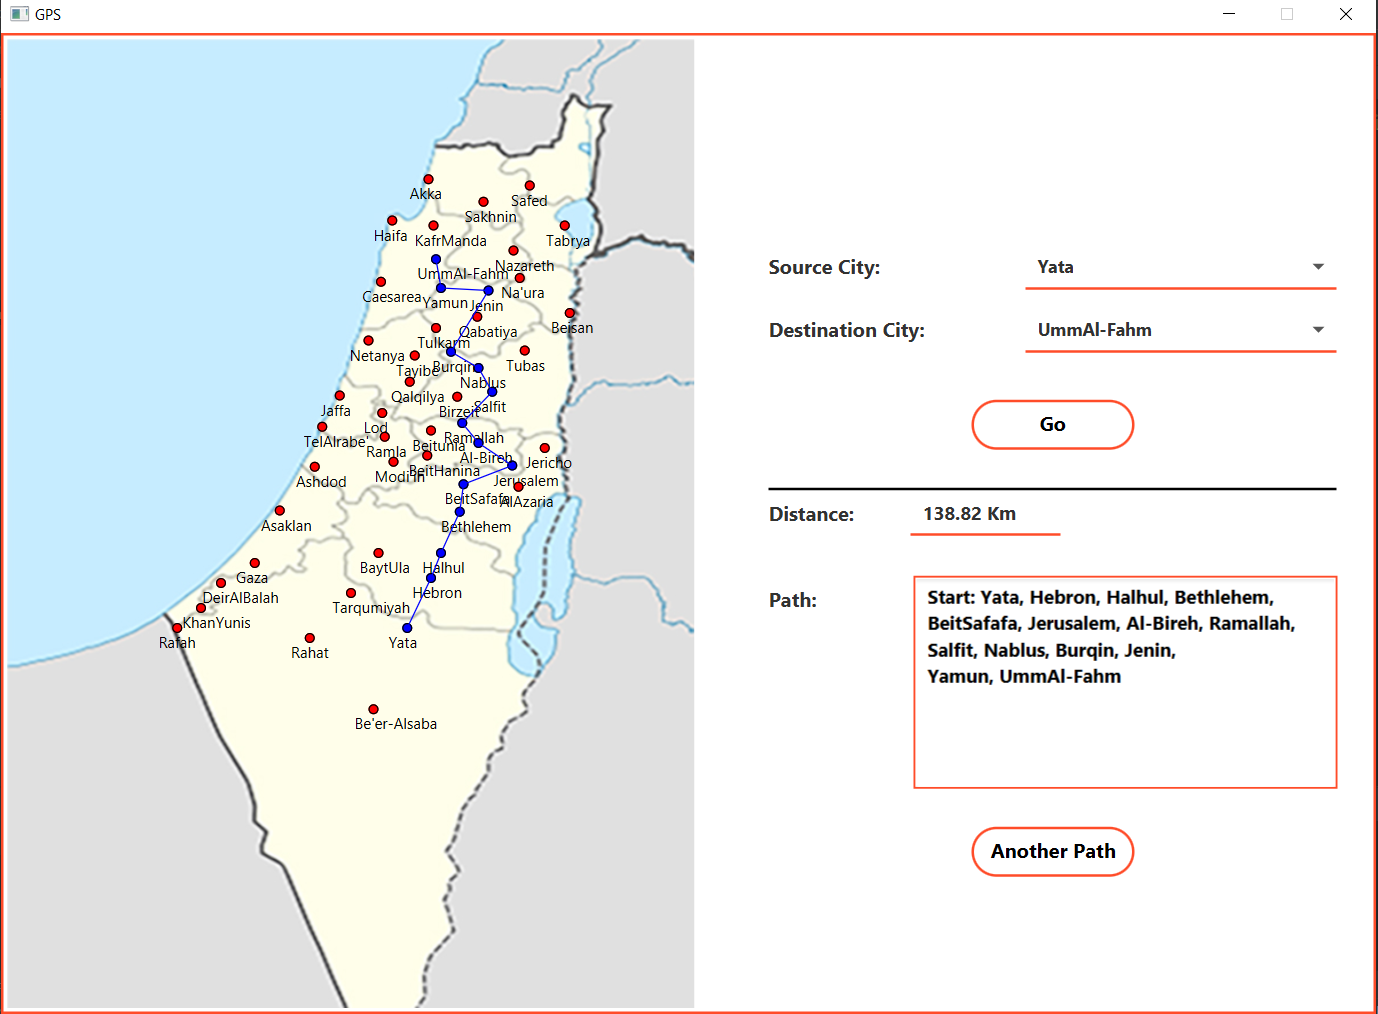 GPS
Akka
Safed
Sakhnin
Haifa
KafrManda
Tabrya
Nazareth
UmmAl-Fahm
Na'ura
Caesarea
Yamun
Jenin
Beisan
Qabatiya
Tulkarm
Netanya
Tayibe
Burqin
Tubas
Nablus
Qalqilya
Salfit
Jaffa
Birzeit
Lod
TelAlrabe'
Ramallah
Beitunia
Ramla
Al-Bireh
Jericho
BeitHanina
Modi'in
Ashdod
Jerusalem
BeitSafafa
AlAzaria
Asaklan
Bethlehem
BaytUla
Halhul
Gaza
Hebron
DeirAlBalah
Tarqumiyah
KhanYunis
Rafah
Yata
Rahat
Be'er-Alsaba
Source City: Yata
Destination City: UmmAl-Fahm
Go
Distance: 138.82 Km
Path:
Start: Yata, Hebron, Halhul, Bethlehem,
BeitSafafa, Jerusalem, Al-Bireh, Ramallah,
Salfit, Nablus, Burqin, Jenin,
Yamun, UmmAl-Fahm
Another Path